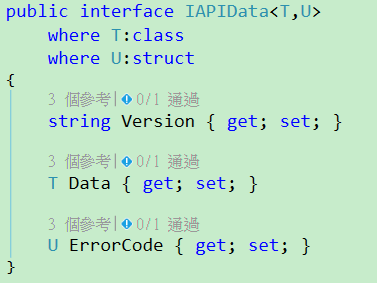 public interface IAPIData<T,U>
where T:class
where U:struct
{
3 個參考|0/1 通過
string Version { get; set; }
3 個參考|0/1 通過
T Data { get; set; }
3 個參考|0/1 通過
U ErrorCode { get; set; }
}